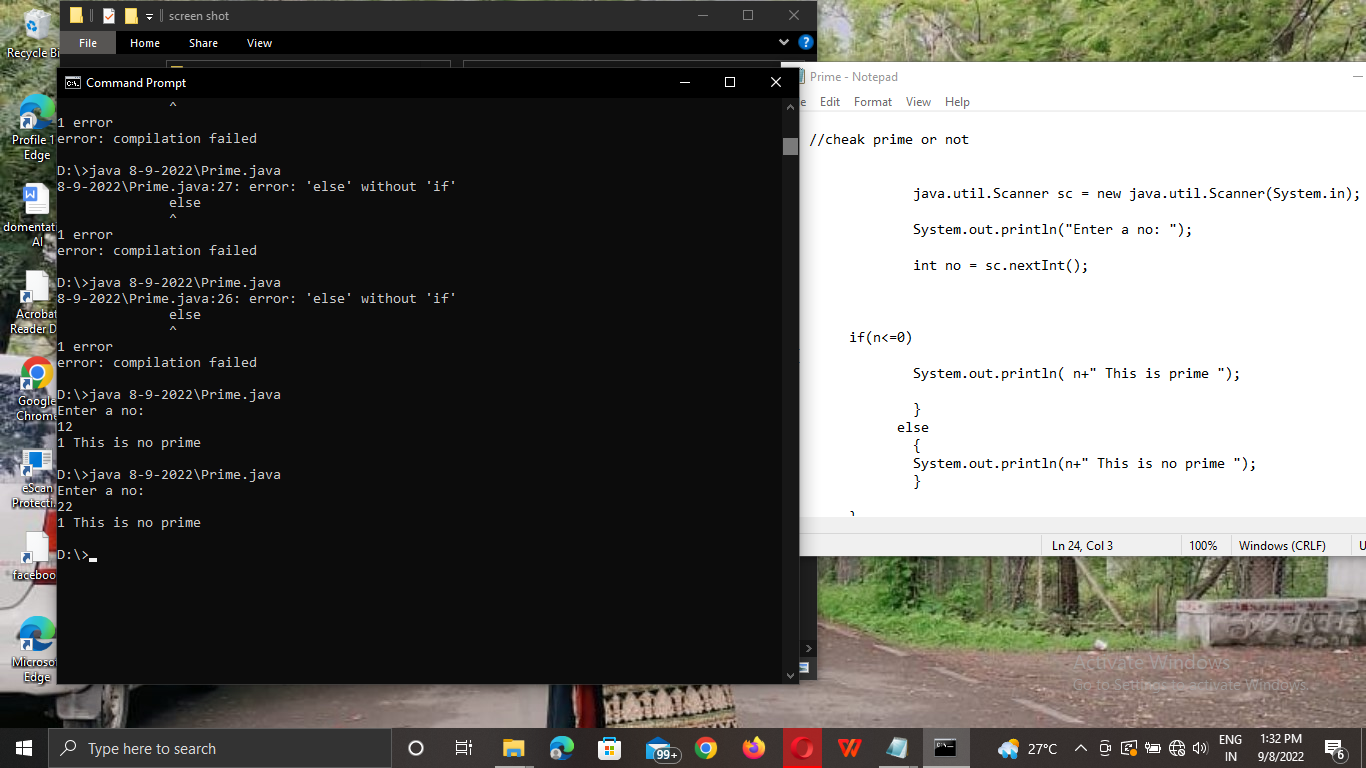 Recycle Bi
Profile 1
Edge
domentat
AI
Acrobat
Reader D
Google
Chrom
eScan
Protecti...
faceboo
Microso
Edge
screen shot
File Home Share View
Command Prompt
^
1 error
error: compilation failed
D:\>java 8-9-2022\Prime.java
8-9-2022\Prime.java:27: error: 'else' without 'if'
else
^
1 error
error: compilation failed
D:\>java 8-9-2022\Prime.java
8-9-2022\Prime.java:26: error: 'else' without 'if'
else
^
1 error
error: compilation failed
D:\>java 8-9-2022\Prime.java
Enter a no:
12
1 This is no prime
D:\>java 8-9-2022\Prime.java
Enter a no:
22
1 This is no prime
D:\>
Prime - Notepad
e Edit Format View Help
//cheak prime or not
java.util.Scanner sc = new java.util.Scanner(System.in);
System.out.println("Enter a no: ");
int no = sc.nextInt();
if(n<=0)
System.out.println( n+" This is prime ");
}
else
{
System.out.println(n+" This is no prime ");
}
Ln 24, Col 3 100% Windows (CRLF) U
Activate Windows
Go to Settings to activate Windows.
Type here to search
99+
27°C
ENG
IN
1:32 PM
9/8/2022
6